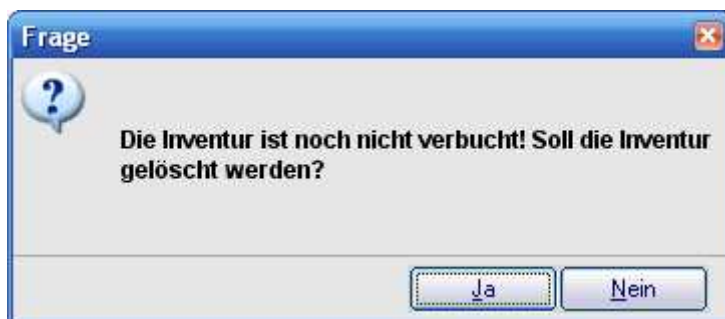 Frage
?
Die Inventur ist noch nicht verbucht! Soll die Inventur
gelöscht werden?
Ja
Nein